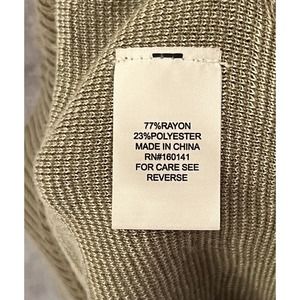 77%RAYON
23%POLYESTER
MADE IN CHINA
RN#160141
FOR CARE SEE
REVERSE